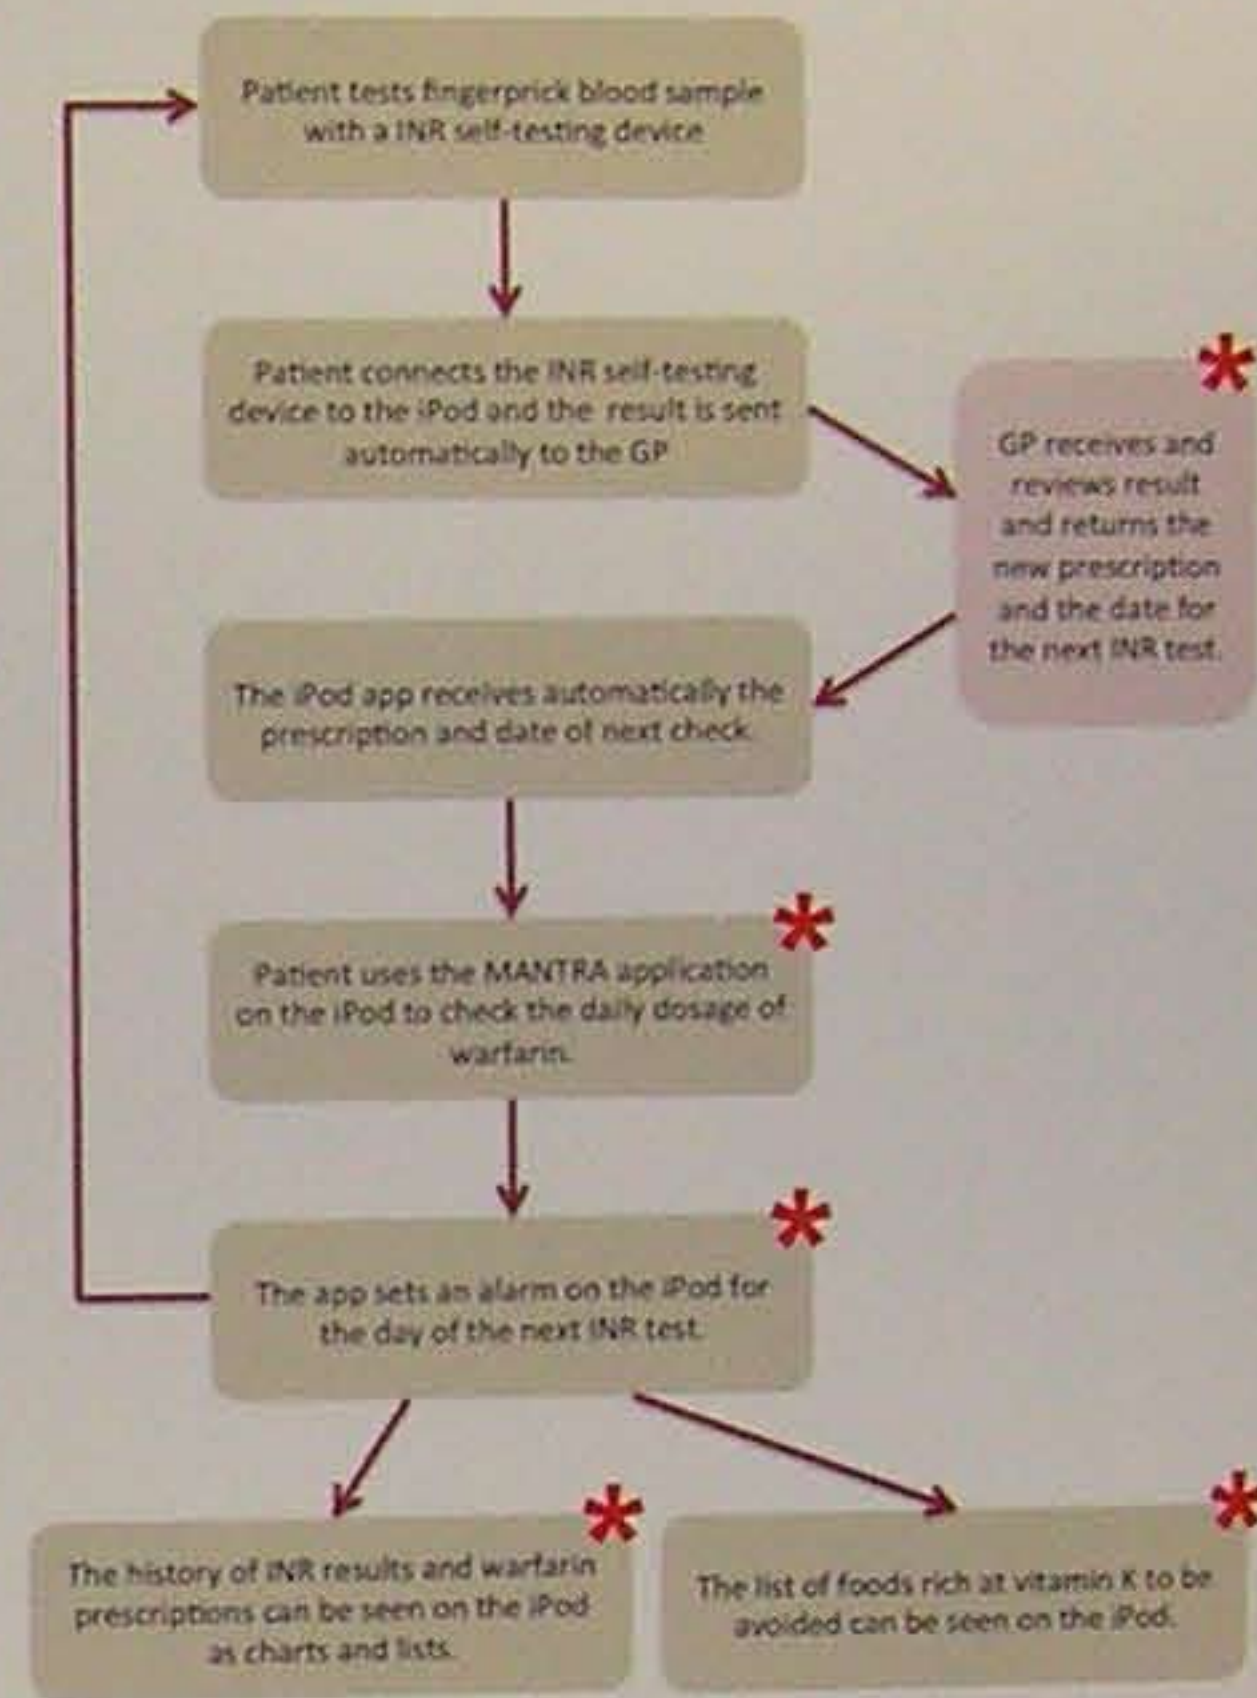 Patient tests fingerprick blood sample
with a INR self-testing device
Patient connects the INR self-testing
device to the iPod and the result is sent
automatically to the GP
*
GP receives and
reviews result
and returns the
new prescription
and the date for
the next INR test.
The iPod app receives automatically the
prescription and date of next check.
*
Patient uses the MANTRA application
on the iPod to check the daily dosage of
warfarin.
*
The app sets an alarm on the iPod for
the day of the next INR test.
*
The history of INR results and warfarin
prescriptions can be seen on the iPod
as charts and lists.
*
The list of foods rich at vitamin K to be
avoided can be seen on the iPod.